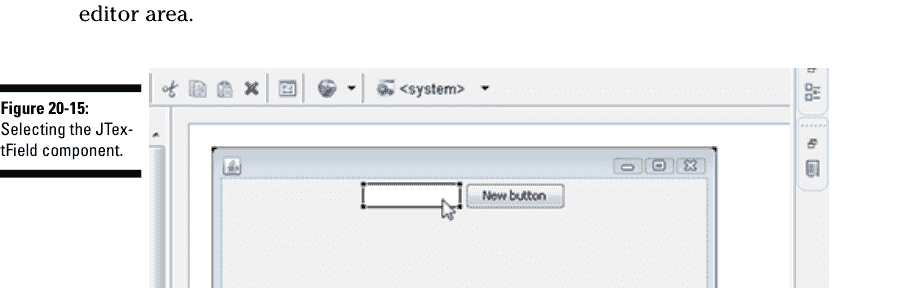 editor area.
Figure 20-15:
Selecting the JTex-
tField component.
<system>
New button